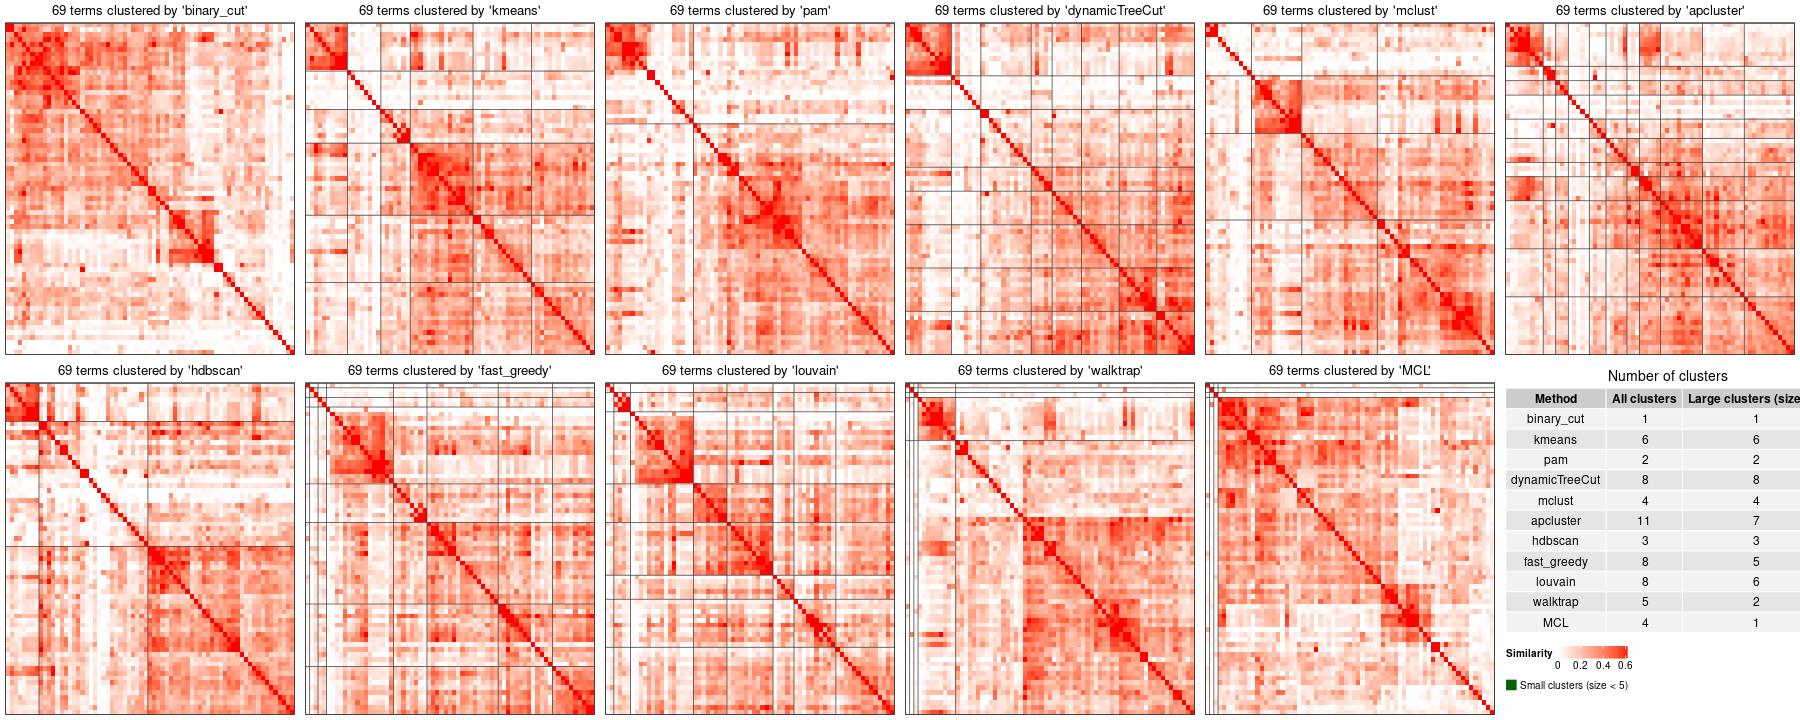 69 terms clustered by 'binary_cut'
69 terms clustered by 'kmeans'
69 terms clustered by 'pam'
69 terms clustered by 'dynamicTreeCut'
69 terms clustered by 'mclust'
69 terms clustered by 'apcluster'
69 terms clustered by 'hdbscan'
69 terms clustered by 'fast_greedy'
69 terms clustered by 'louvain'
69 terms clustered by 'walktrap'
69 terms clustered by 'MCL'
Number of clusters
Method All clusters Large clusters (size
binary_cut 1 1
kmeans 6 6
pam 2 2
dynamicTreeCut 8 8
mclust 4 4
apcluster 11 7
hdbscan 3 3
fast_greedy 8 5
louvain 8 6
walktrap 5 2
MCL 4 1
Similarity
0 0.2 0.4 0.6
Small clusters (size < 5)